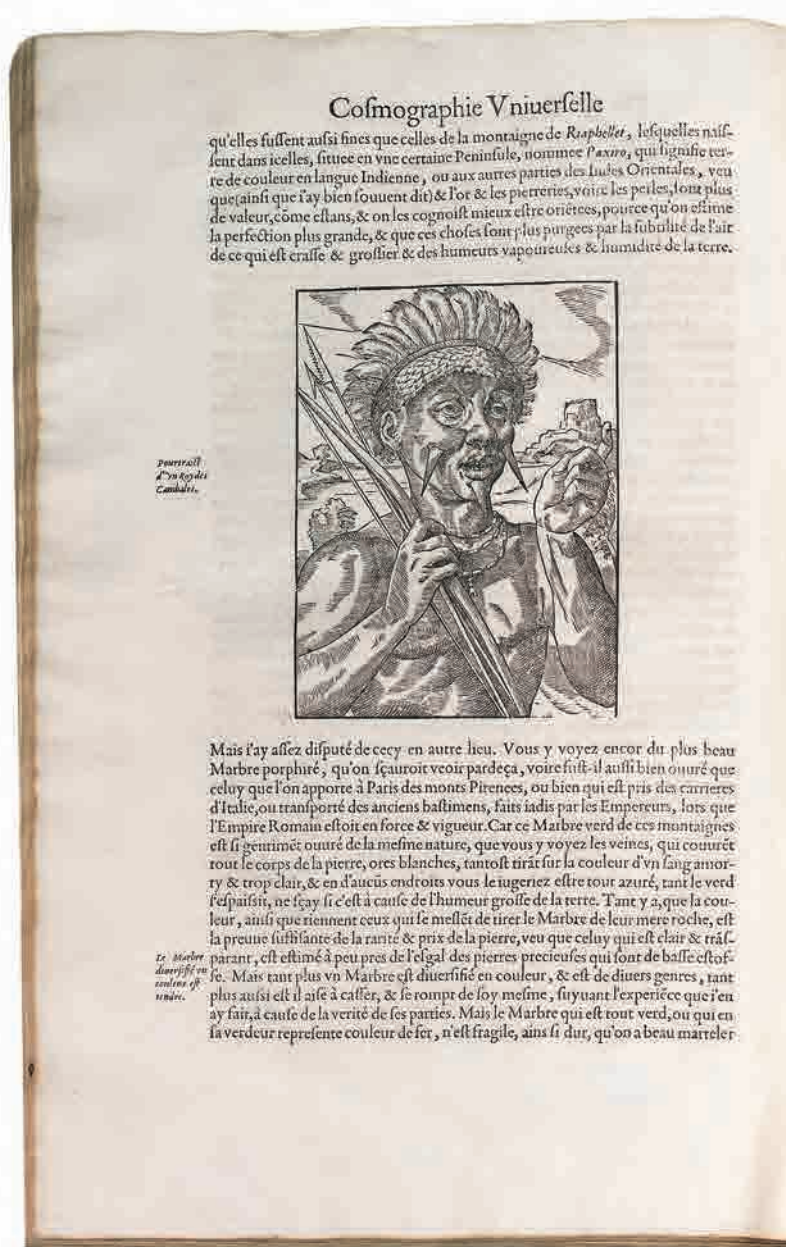 Coſmographie Vniuerſelle
qu'elles fuſſent auſsi fines que celles de la montaigne de Riaphellet, leſquelles naiſ-
ſent dans icelles, ſituee en vne certaine Peninſule, nommee Paxiro, qui ſignifie ter-
re de couleur en langue Indienne, ou aux autres parties des Indes Orientales, veu
que(ainſi que i'ay bien ſouuent dit)& l'or & les pierreries,voire les perles,ſont plus
de valeur,cõme eſtans,& on les cognoiſt mieux eſtre oriẽtees,pource qu'on eſtime
la perfection plus grande,& que ces choſes ſont plus purgees par la ſubtilité de l'air
de ce qui eſt craſſe & groſſier & des humeurs vapoureuſes & humidité de la terre.
Pourtraict
d'vn Roy des
Canibales.
Mais i'ay aſſez diſputé de cecy en autre lieu. Vous y voyez encor du plus beau
Marbre porphiré, qu'on ſçauroit veoir pardeça, voire fuſt-il auſſi bien ouuré que
celuy que l'on apporte à Paris des monts Pirenees, ou bien qui eſt pris des carrieres
d'Italie,ou tranſporté des anciens baſtimens, faits iadis par les Empereurs, lors que
l'Empire Romain eſtoit en force & vigueur.Car ce Marbre verd de ces montaignes
eſt ſi gentimẽt ouuré de la meſme nature, que vous y voyez les veines, qui couurẽt
tout le corps de la pierre, ores blanches, tantoſt tirãt ſur la couleur d'vn ſang amor-
ty & trop clair,& en d'aucũs endroits vous le iugeriez eſtre tout azuré, tant le verd
s'eſpaiſsit, ne ſçay ſi c'eſt à cauſe de l'humeur groſſe de la terre. Tant y a,que la cou-
leur, ainſi que tiennent ceux qui ſe meſlẽt de tirer le Marbre de leur mere roche, eſt
la preuue ſuffiſante de la rarité & prix de la pierre,veu que celuy qui eſt clair & trãſ-
Le Marbre
diuerſifié en
couleur eſt
tendre.
parant, eſt eſtimé à peu pres de l'eſgal des pierres precieuſes qui ſont de baſſe eſtof-
fe. Mais tant plus vn Marbre eſt diuerſifié en couleur, & eſt de diuers genres, tant
plus auſsi eſt il aiſé à caſſer, & ſe rompt de ſoy meſme, ſuyuant l'experiẽce que i'en
ay fait,à cauſe de la verité de ſes parties. Mais le Marbre qui eſt tout verd,ou qui en
ſa verdeur repreſente couleur de fer, n'eſt fragile, ains ſi dur, qu'on a beau marteler